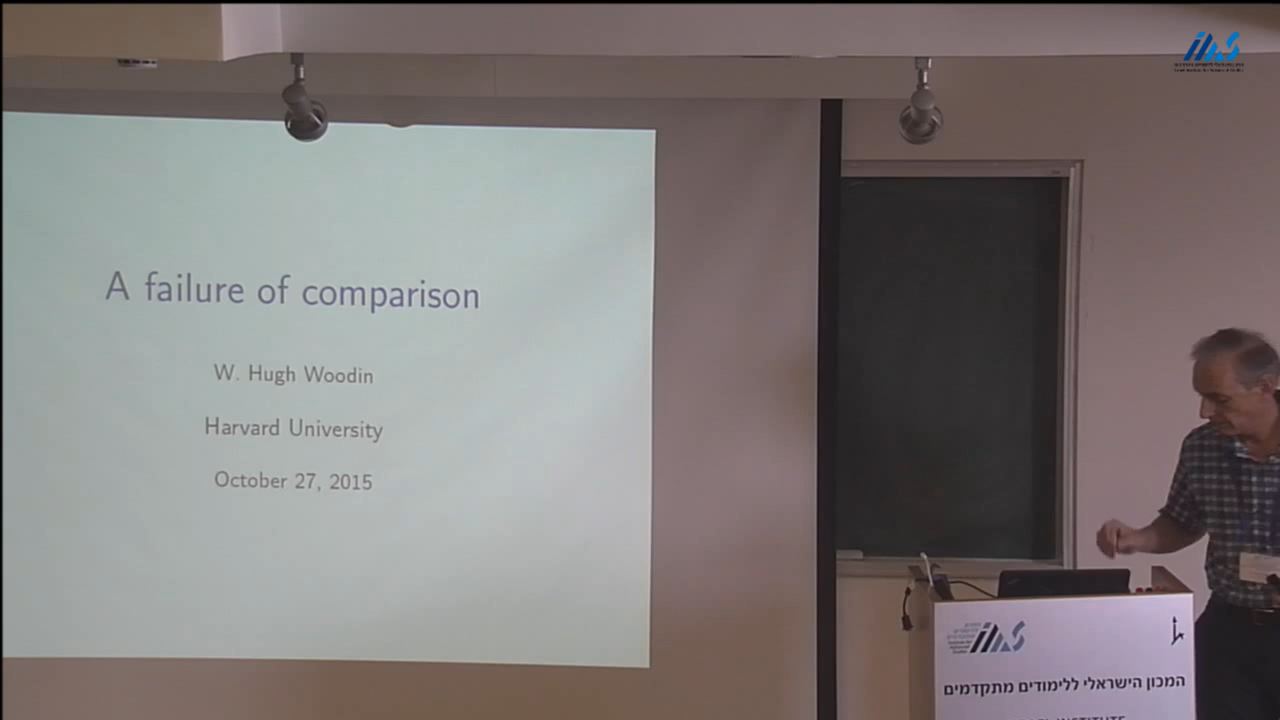 A failure of comparison
W. Hugh Woodin
Harvard University
October 27, 2015
המכון הישראלי ללימודים מתקדמים